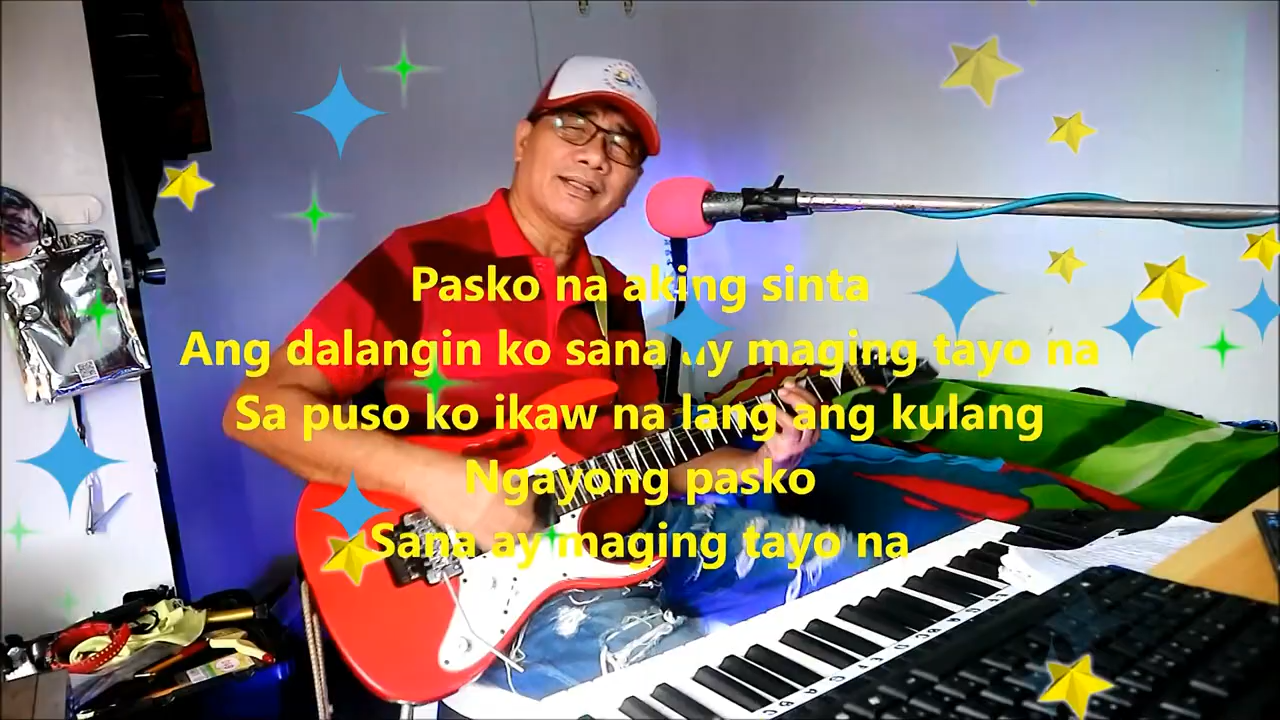 Pasko na aking sinta
Ang dalangin ko sana ay maging tayo na
Sa puso ko ikaw na lang ang kulang
Ngayong pasko
Sana ay maging tayo na